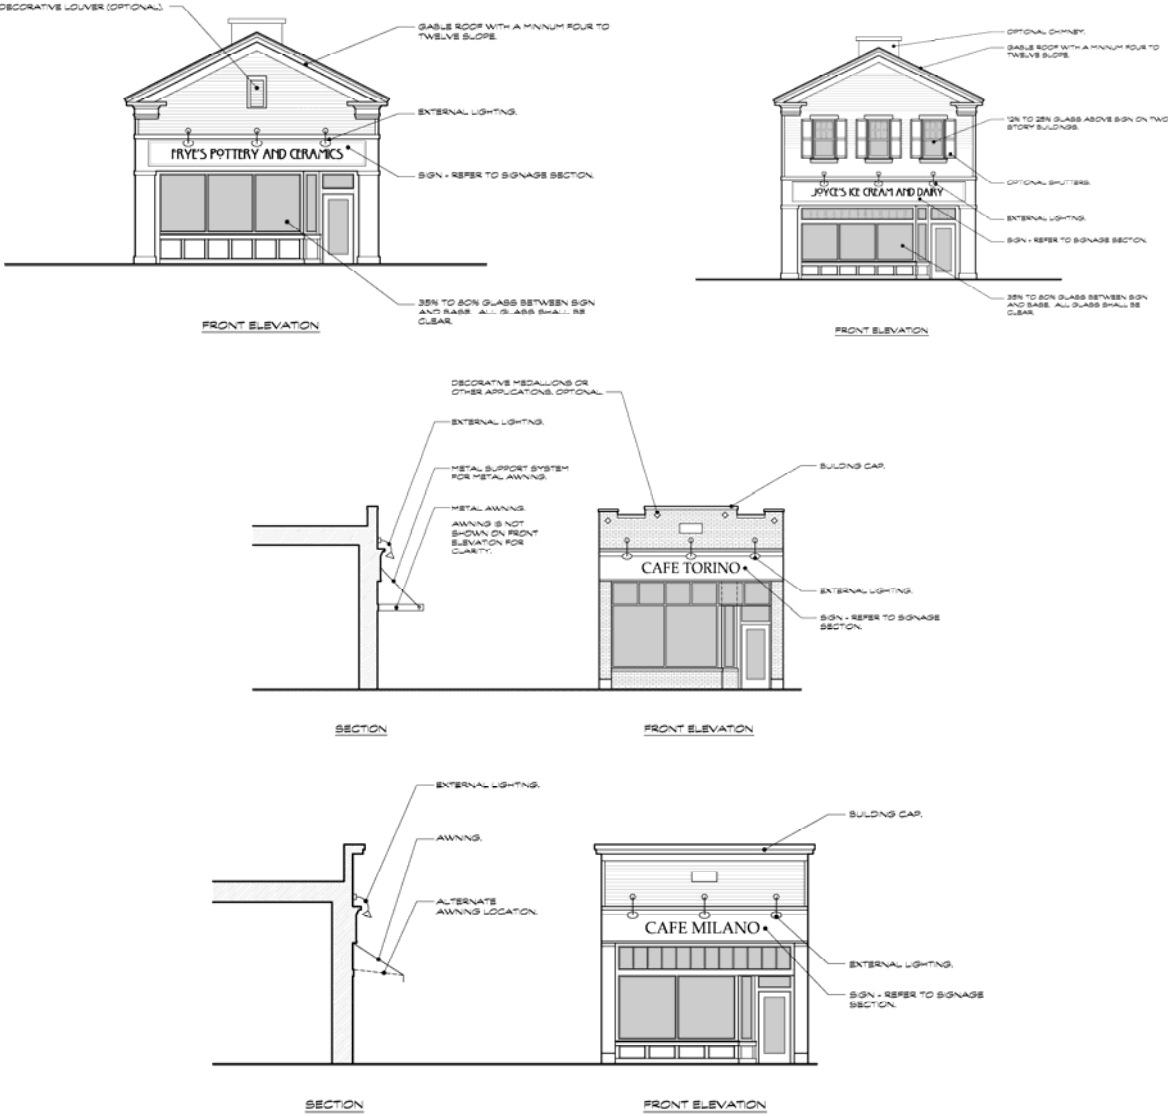 DECORATIVE LOUVER (OPTIONAL).
GABLE ROOF WITH A MINIMUM FOUR TO
TWELVE SLOPE.
EXTERNAL LIGHTING.
FRYE'S POTTERY AND CERAMICS
SIGN - REFER TO SIGNAGE SECTION.
35% TO 80% GLASS BETWEEN SIGN
AND BASE. ALL GLASS SHALL BE
CLEAR.
FRONT ELEVATION
OPTIONAL CHIMNEY.
GABLE ROOF WITH A MINIMUM FOUR TO
TWELVE SLOPE.
12% TO 25% GLASS ABOVE SIGN ON TWO
STORY BUILDINGS.
OPTIONAL SHUTTERS.
JOYCE'S ICE CREAM AND DAIRY
EXTERNAL LIGHTING.
SIGN - REFER TO SIGNAGE SECTION.
35% TO 80% GLASS BETWEEN SIGN
AND BASE. ALL GLASS SHALL BE
CLEAR.
FRONT ELEVATION
DECORATIVE MEDALLIONS OR
OTHER APPLICATIONS, OPTIONAL.
EXTERNAL LIGHTING.
METAL SUPPORT SYSTEM
FOR METAL AWNING.
METAL AWNING.
AWNING IS NOT
SHOWN ON FRONT
ELEVATION FOR
CLARITY.
SECTION
BUILDING CAP.
CAFE TORINO
EXTERNAL LIGHTING.
SIGN - REFER TO SIGNAGE
SECTION.
FRONT ELEVATION
EXTERNAL LIGHTING.
AWNING.
ALTERNATE
AWNING LOCATION.
SECTION
BUILDING CAP.
CAFE MILANO
EXTERNAL LIGHTING.
SIGN - REFER TO SIGNAGE
SECTION.
FRONT ELEVATION